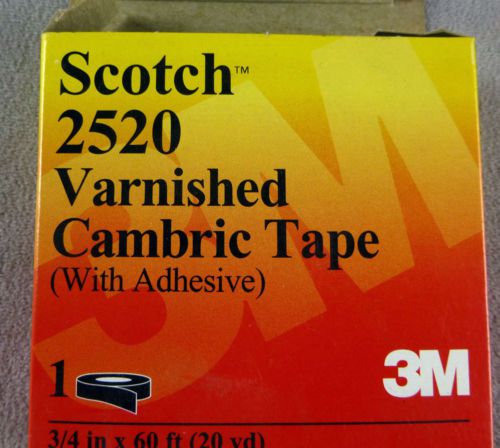 Scotch™
2520
Varnished
Cambric Tape
(With Adhesive)
1
3M
3/4 in x 60 ft (20 yd)